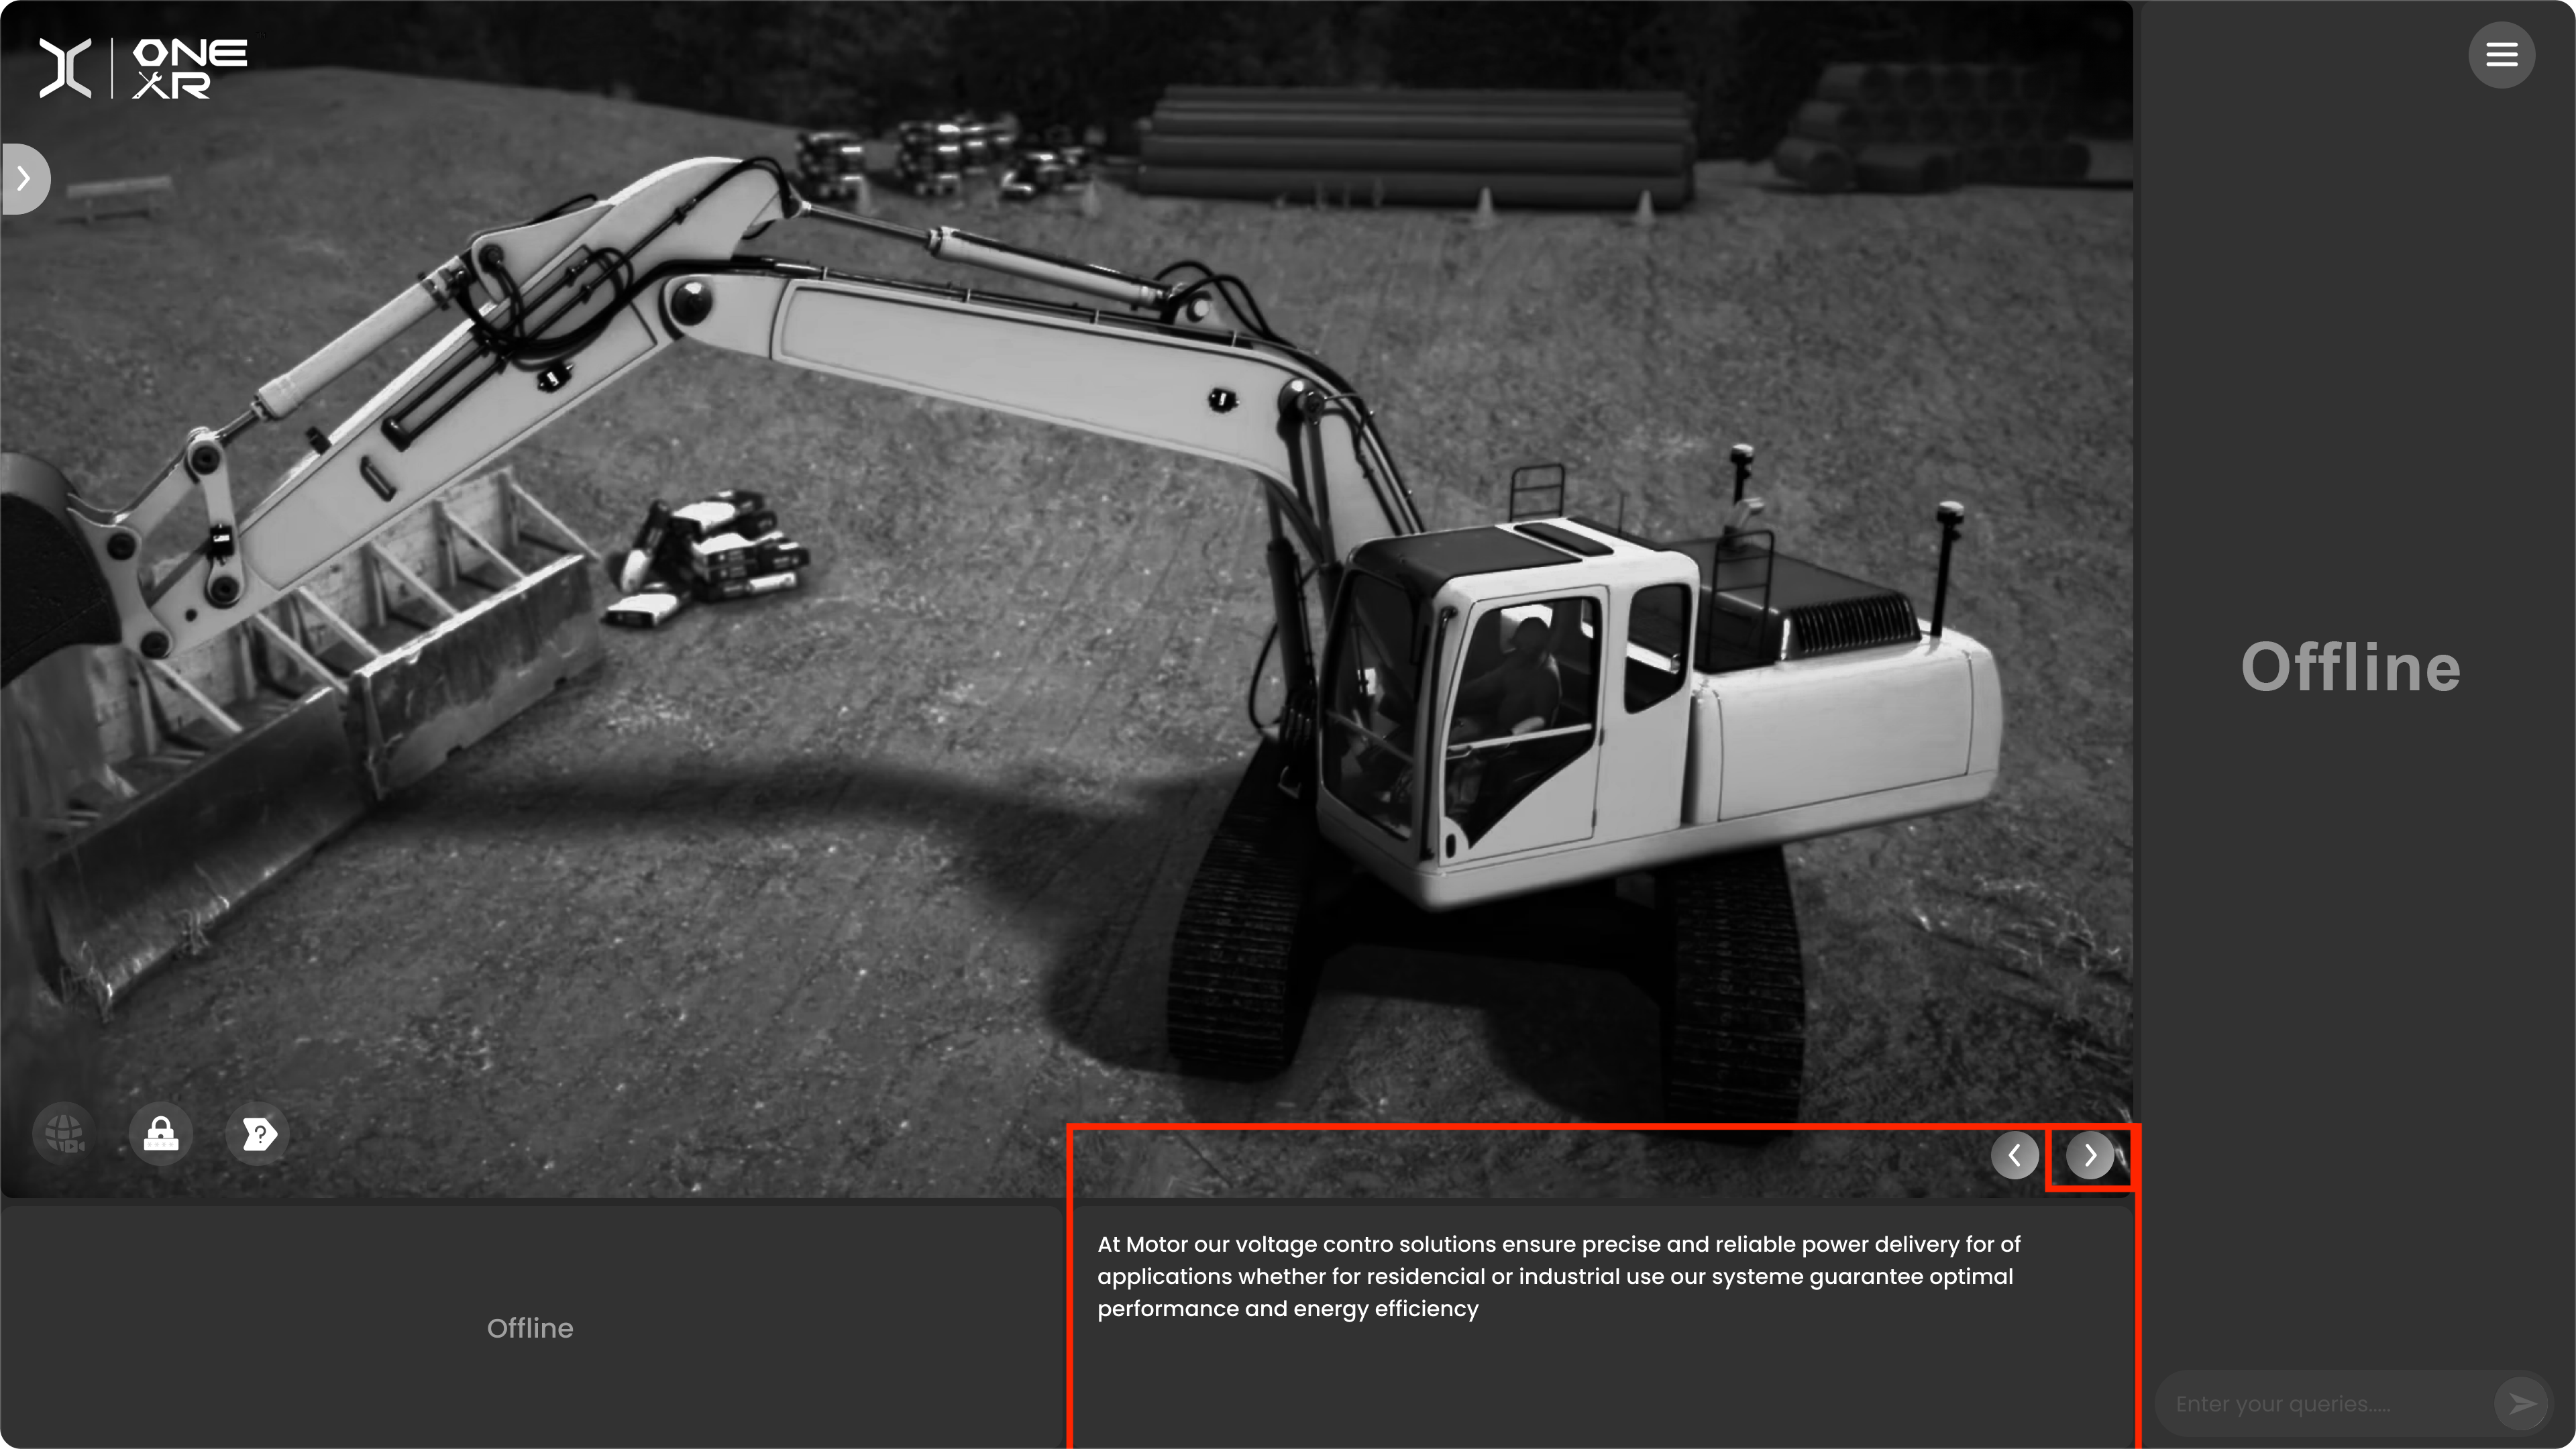 ONE
XR
Offline
At Motor our voltage contro solutions ensure precise and reliable power delivery for of
applications whether for residencial or industrial use our systeme guarantee optimal
performance and energy efficiency
Offline
Enter your queries.....